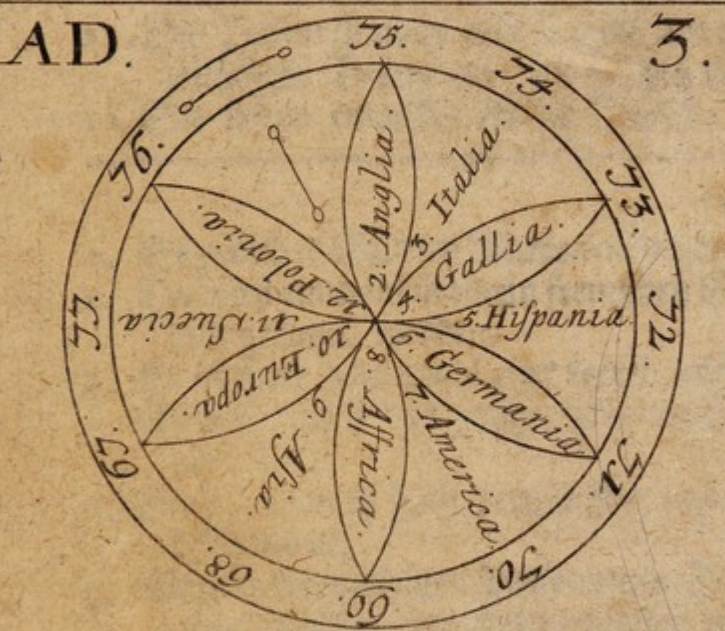 AD.
3.
75.
74.
73.
72.
71.
70.
69.
68.
67.
77.
76.
2. Anglia.
3. Italia.
4. Gallia.
5. Hiſpania
6. Germania
7. America.
8. Affrica.
9. Aſia.
10. Europa.
11. Suecia
12. Polonia.